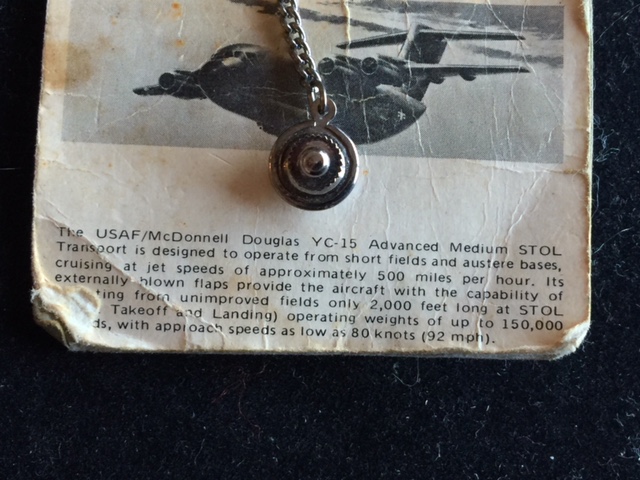 The USAF/McDonnell Douglas YC-15 Advanced Medium STOL
Transport is designed to operate from short fields and austere bases,
cruising at jet speeds of approximately 500 miles per hour. Its
externally blown flaps provide the aircraft with the capability of
ting from unimproved fields only 2,000 feet long at STOL
Takeoff and Landing) operating weights of up to 150,000
ds, with approach speeds as low as 80 knots (92 mph).